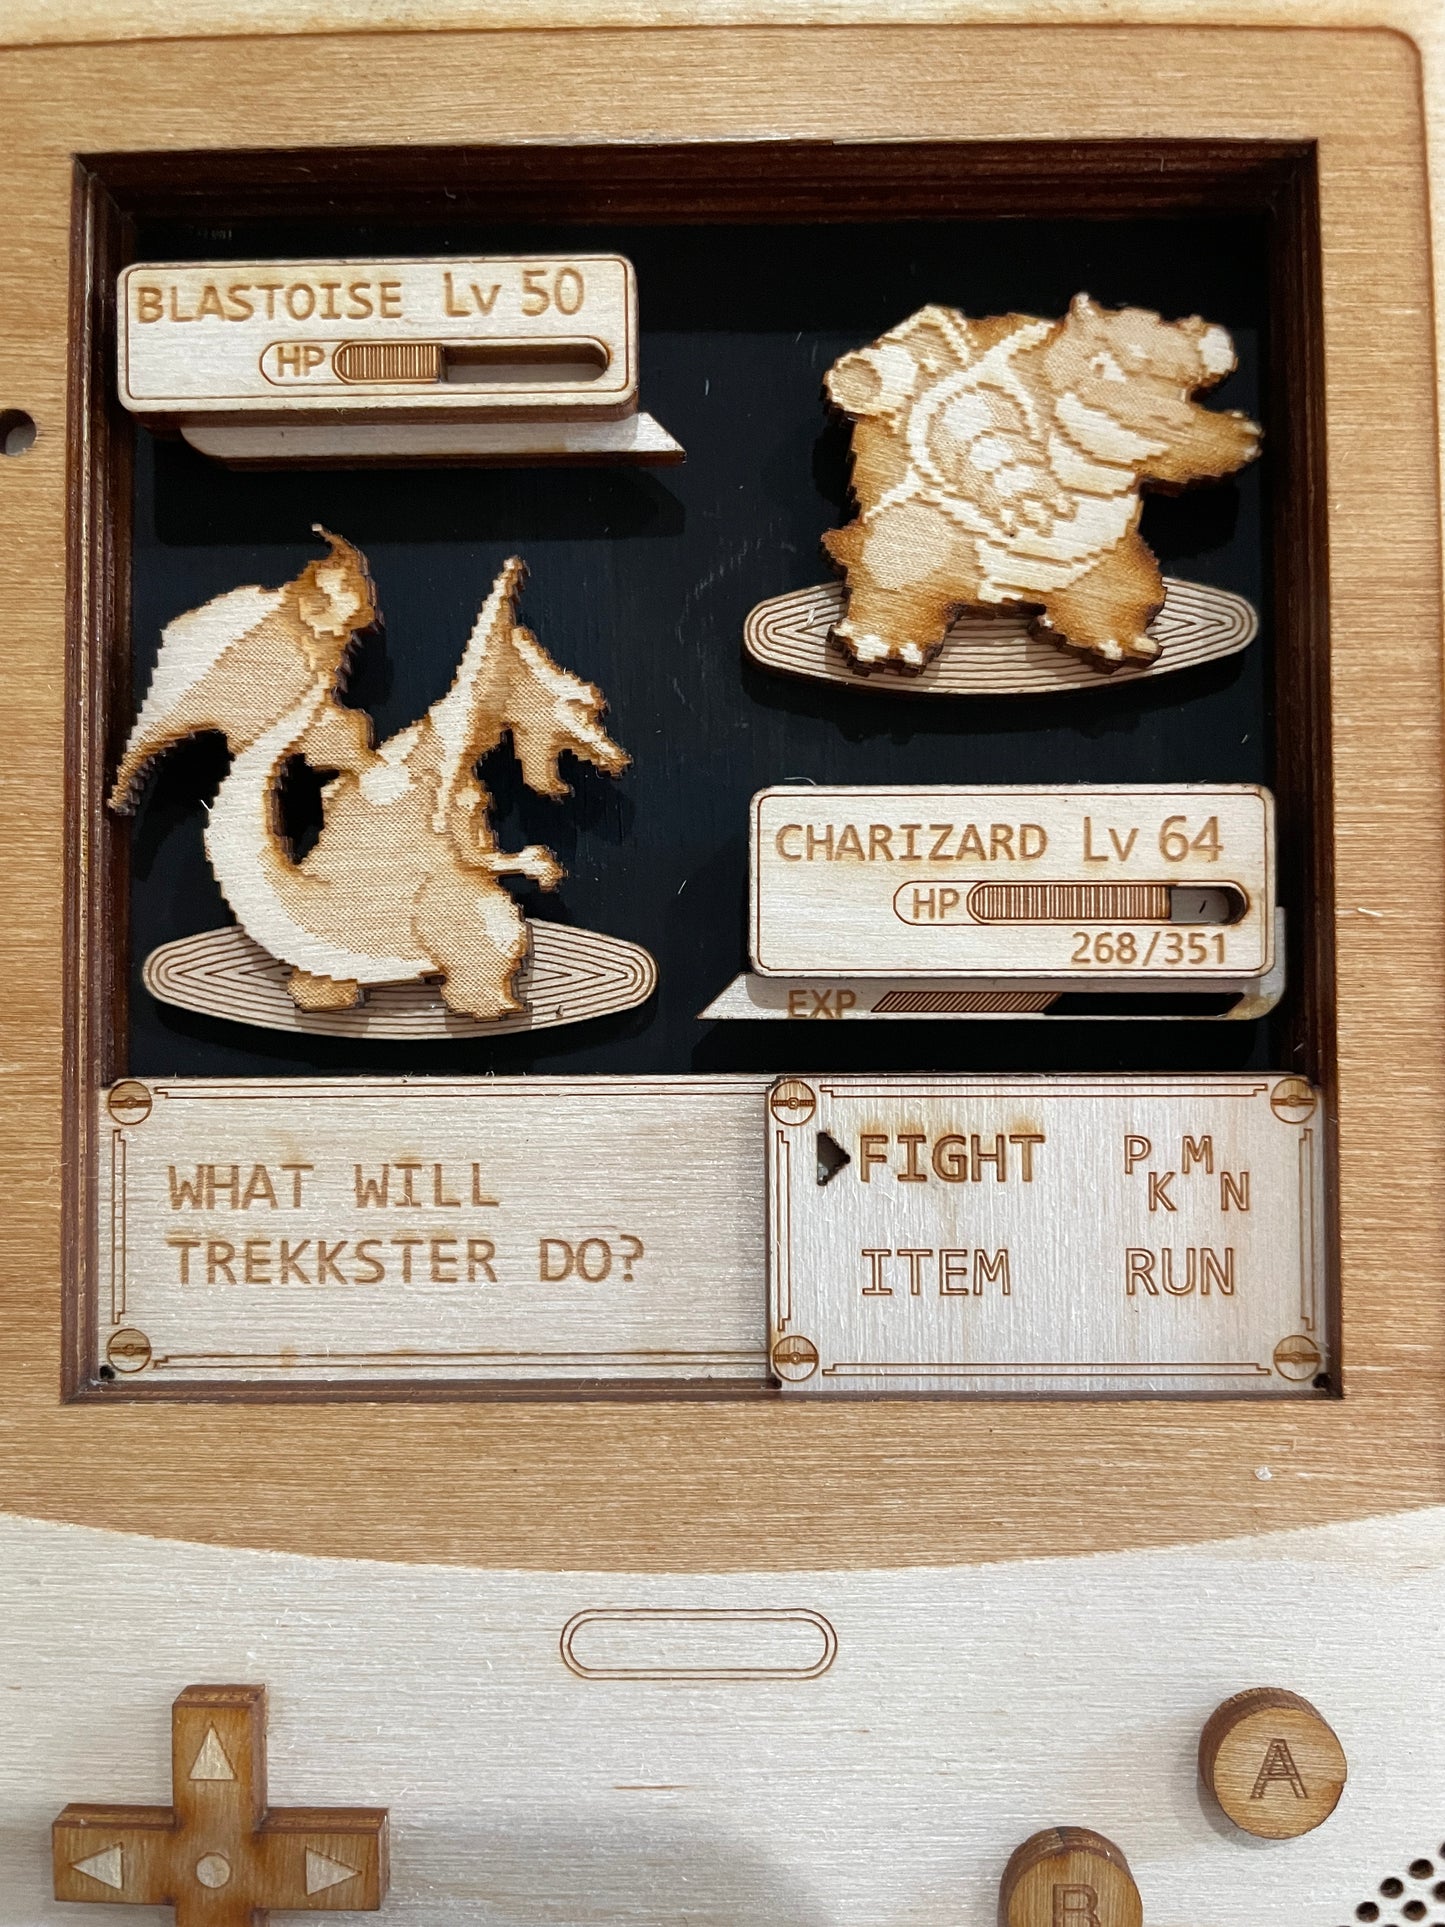 BLASTOISE Lv 50
HP
CHARIZARD Lv 64
HP
268/351
EXP
WHAT WILL
TREKKSTER DO?
FIGHT PKMN
ITEM RUN
A
B